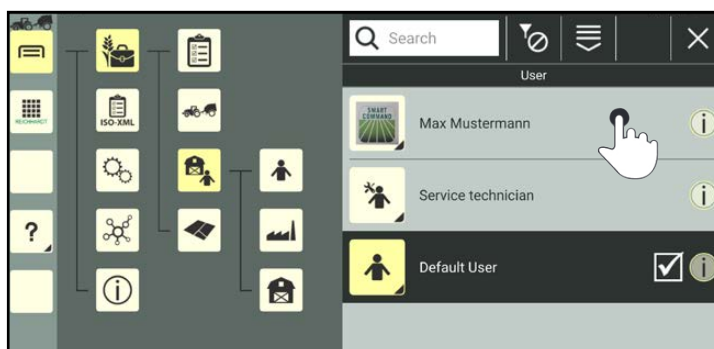 Search
User
REICHHARDT
ISO-XML
SMART
COMMAND
Max Mustermann
i
Service technician
i
?
Default User
i
i